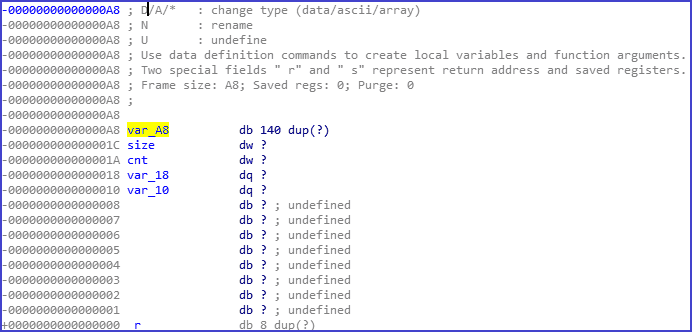 -00000000000000A8 ; D/A/* : change type (data/ascii/array)
-00000000000000A8 ; N : rename
-00000000000000A8 ; U : undefine
-00000000000000A8 ; Use data definition commands to create local variables and function arguments.
-00000000000000A8 ; Two special fields " r" and " s" represent return address and saved registers.
-00000000000000A8 ; Frame size: A8; Saved regs: 0; Purge: 0
-00000000000000A8 ;
-00000000000000A8
-00000000000000A8 var_A8 db 140 dup(?)
-000000000000001C size dw ?
-000000000000001A cnt dw ?
-0000000000000018 var_18 dq ?
-0000000000000010 var_10 dq ?
-0000000000000008 db ? ; undefined
-0000000000000007 db ? ; undefined
-0000000000000006 db ? ; undefined
-0000000000000005 db ? ; undefined
-0000000000000004 db ? ; undefined
-0000000000000003 db ? ; undefined
-0000000000000002 db ? ; undefined
-0000000000000001 db ? ; undefined
+0000000000000000 r db 8 dup(?)